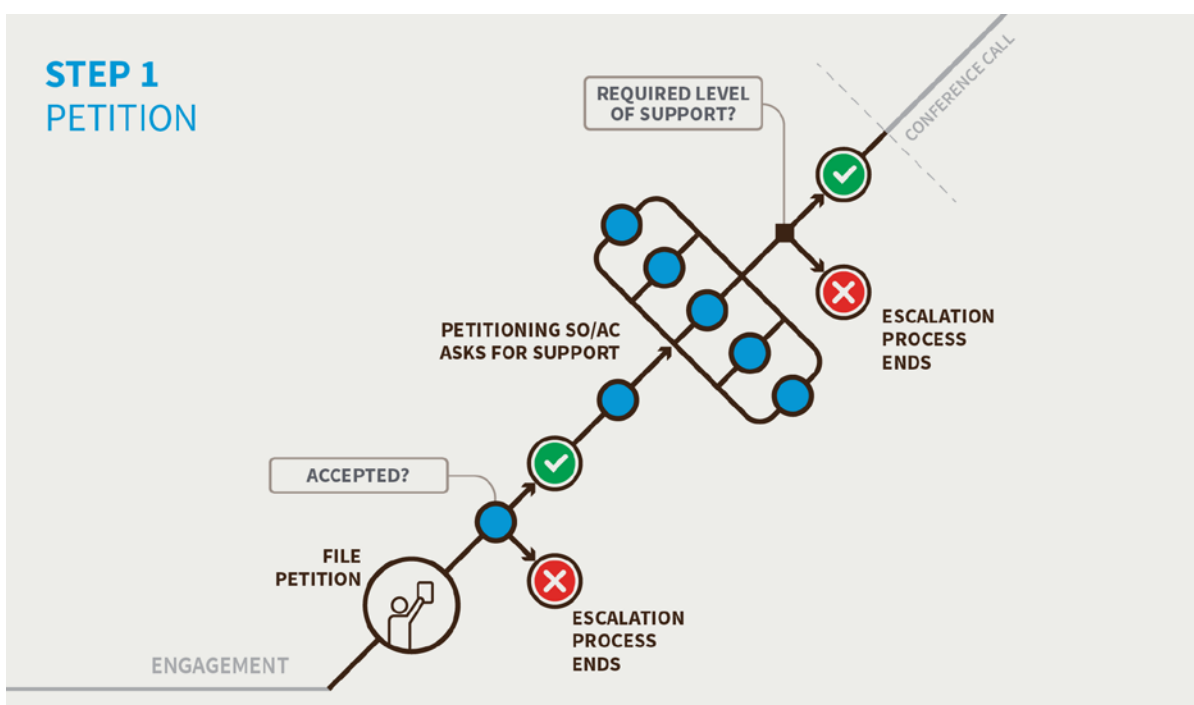 STEP 1
PETITION
REQUIRED LEVEL
OF SUPPORT?
CONFERENCE CALL
PETITIONING SO/AC
ASKS FOR SUPPORT
ESCALATION
PROCESS
ENDS
ACCEPTED?
FILE
PETITION
ESCALATION
PROCESS
ENDS
ENGAGEMENT